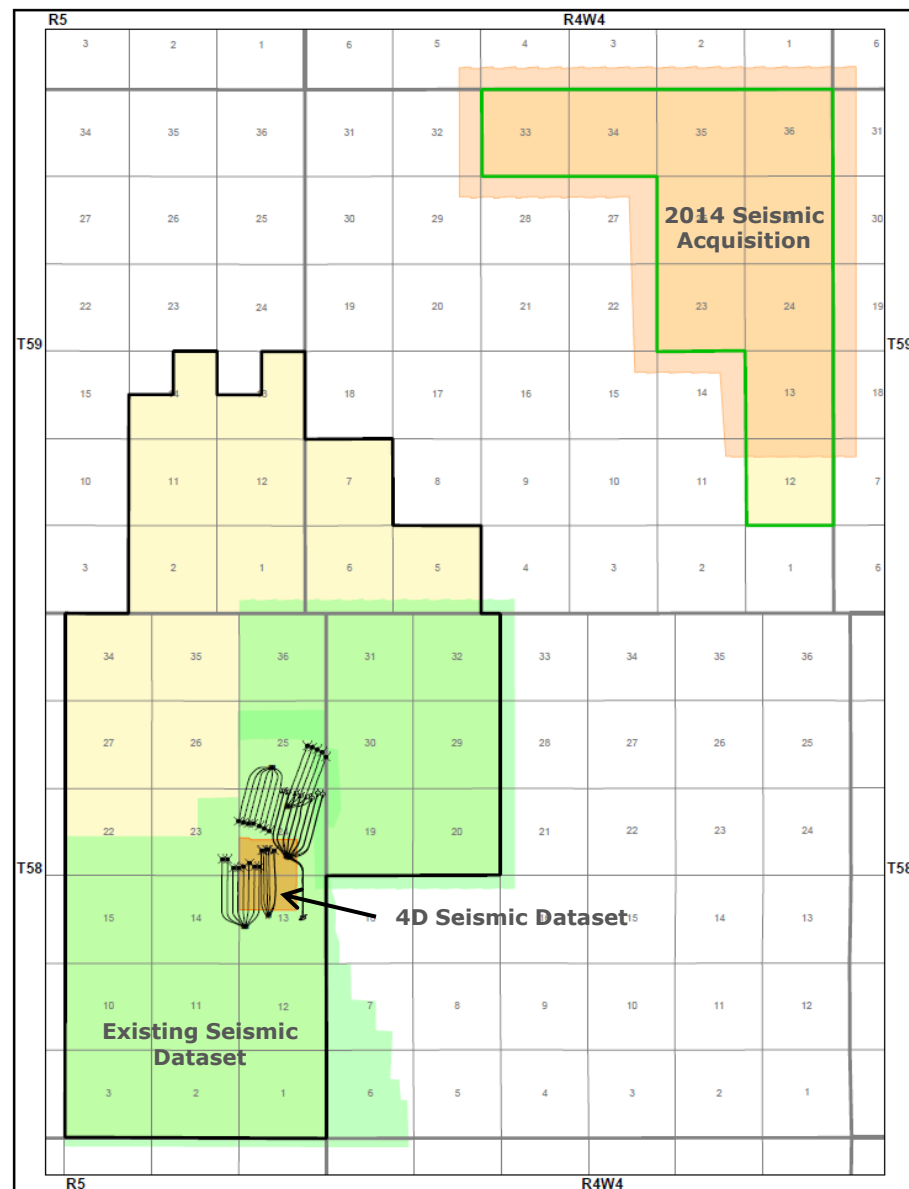 R5 R4W4
3 2 1 6 5 4 3 2 1 6
34 35 36 31 32 33 34 35 36 31
27 26 25 30 29 28 27 30
2014 Seismic
Acquisition
22 23 24 19 20 21 22 23 24 19
T59 T59
15 18 17 16 15 14 13 18
10 11 12 7 8 9 10 11 12 7
3 2 1 6 5 4 3 2 1 6
34 35 36 31 32 33 34 35 36
27 26 25 30 29 28 27 26 25
22 23 19 20 21 22 23 24
T58 T58
15 14 13 14 13
4D Seismic Dataset
10 11 12 7 8 9 10 11 12
Existing Seismic
Dataset
3 2 1 6 5 4 3 2 1
R5 R4W4